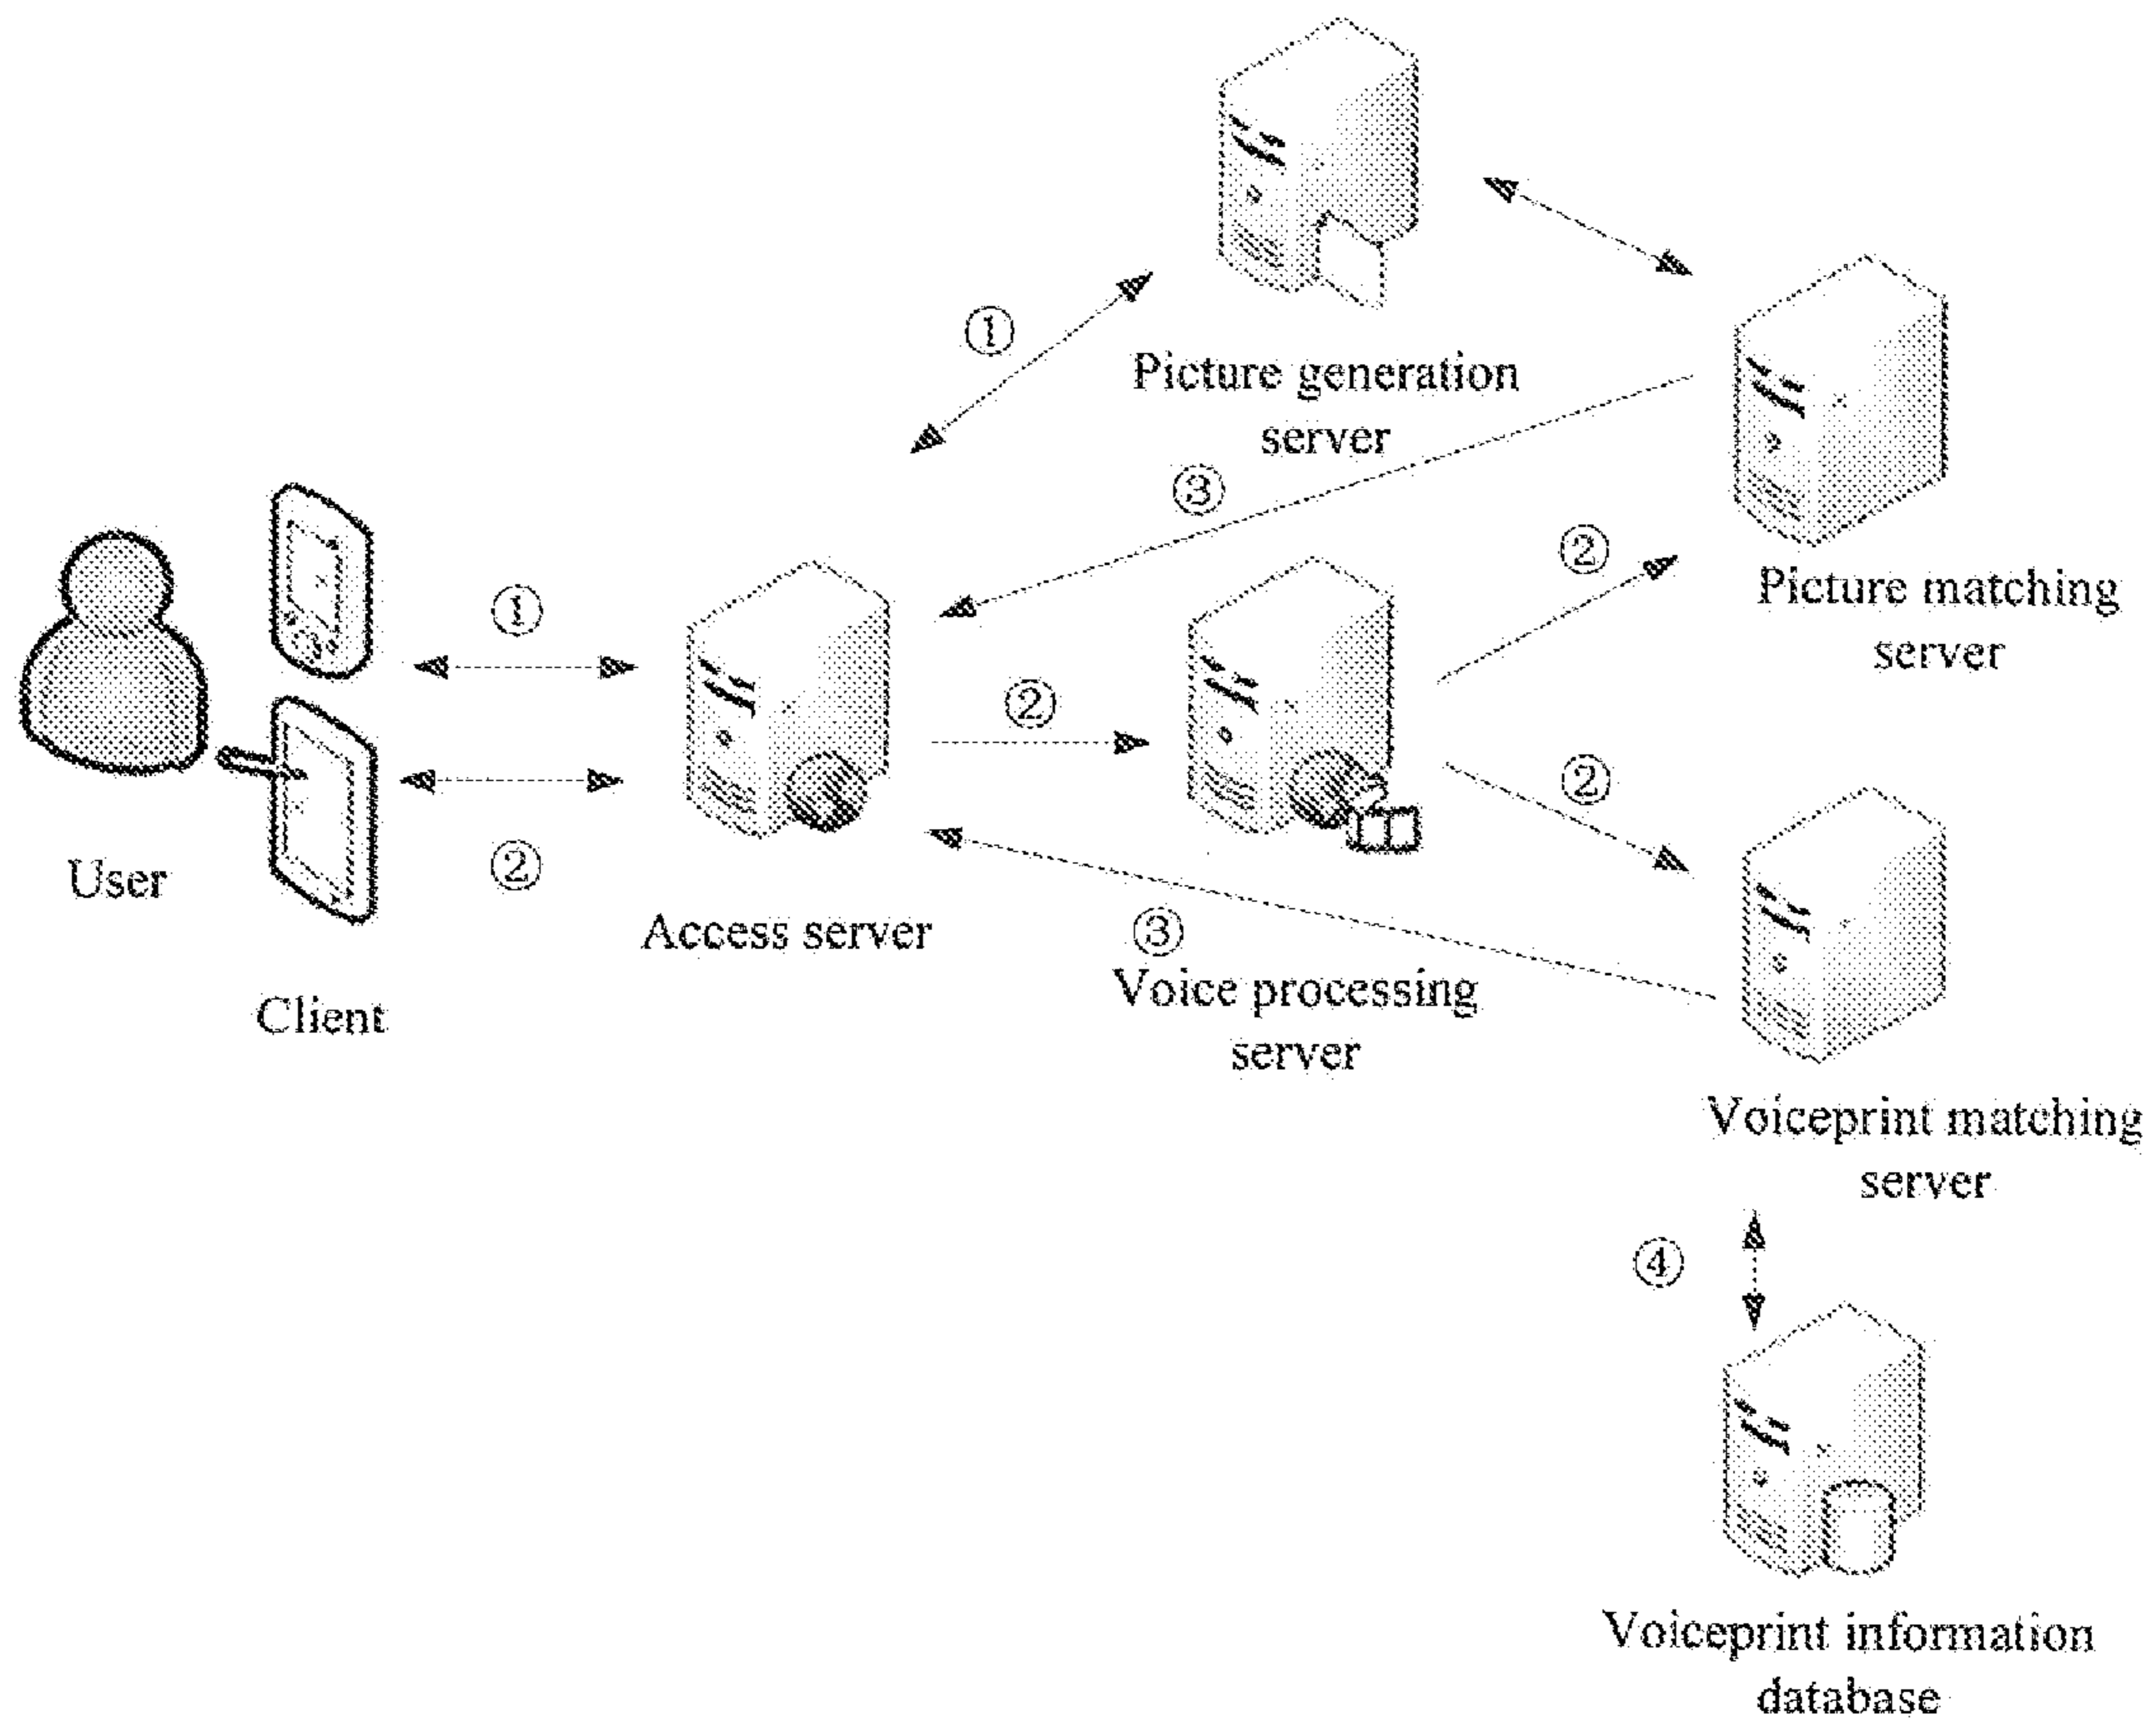 ①
Picture generation
server
③
②
Picture matching
server
①
②
②
②
User
Access server
③
Client
Voice processing
server
Voiceprint matching
server
④
Voiceprint information
database